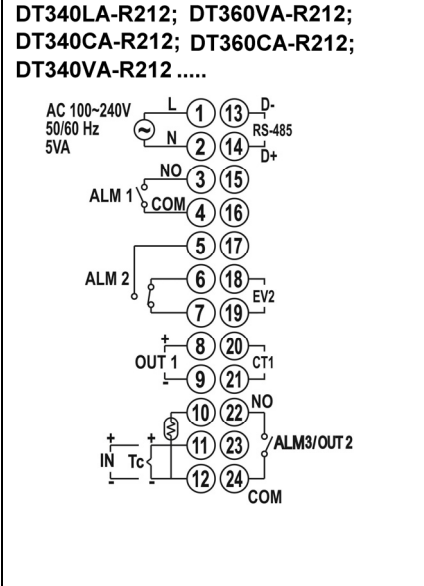 DT340LA-R212; DT360VA-R212;
DT340CA-R212; DT360CA-R212;
DT340VA-R212.....
AC 100~240V
50/60 Hz
5VA
L
N
1
13
D-
RS-485
2
14
D+
NO
3
15
ALM 1
COM
4
16
5
17
ALM 2
6
18
EV2
7
19
+
8
20
OUT 1
CT1
-
9
21
10
22
NO
+
+
11
23
IN
Tc
ALM3/OUT 2
-
-
12
24
COM